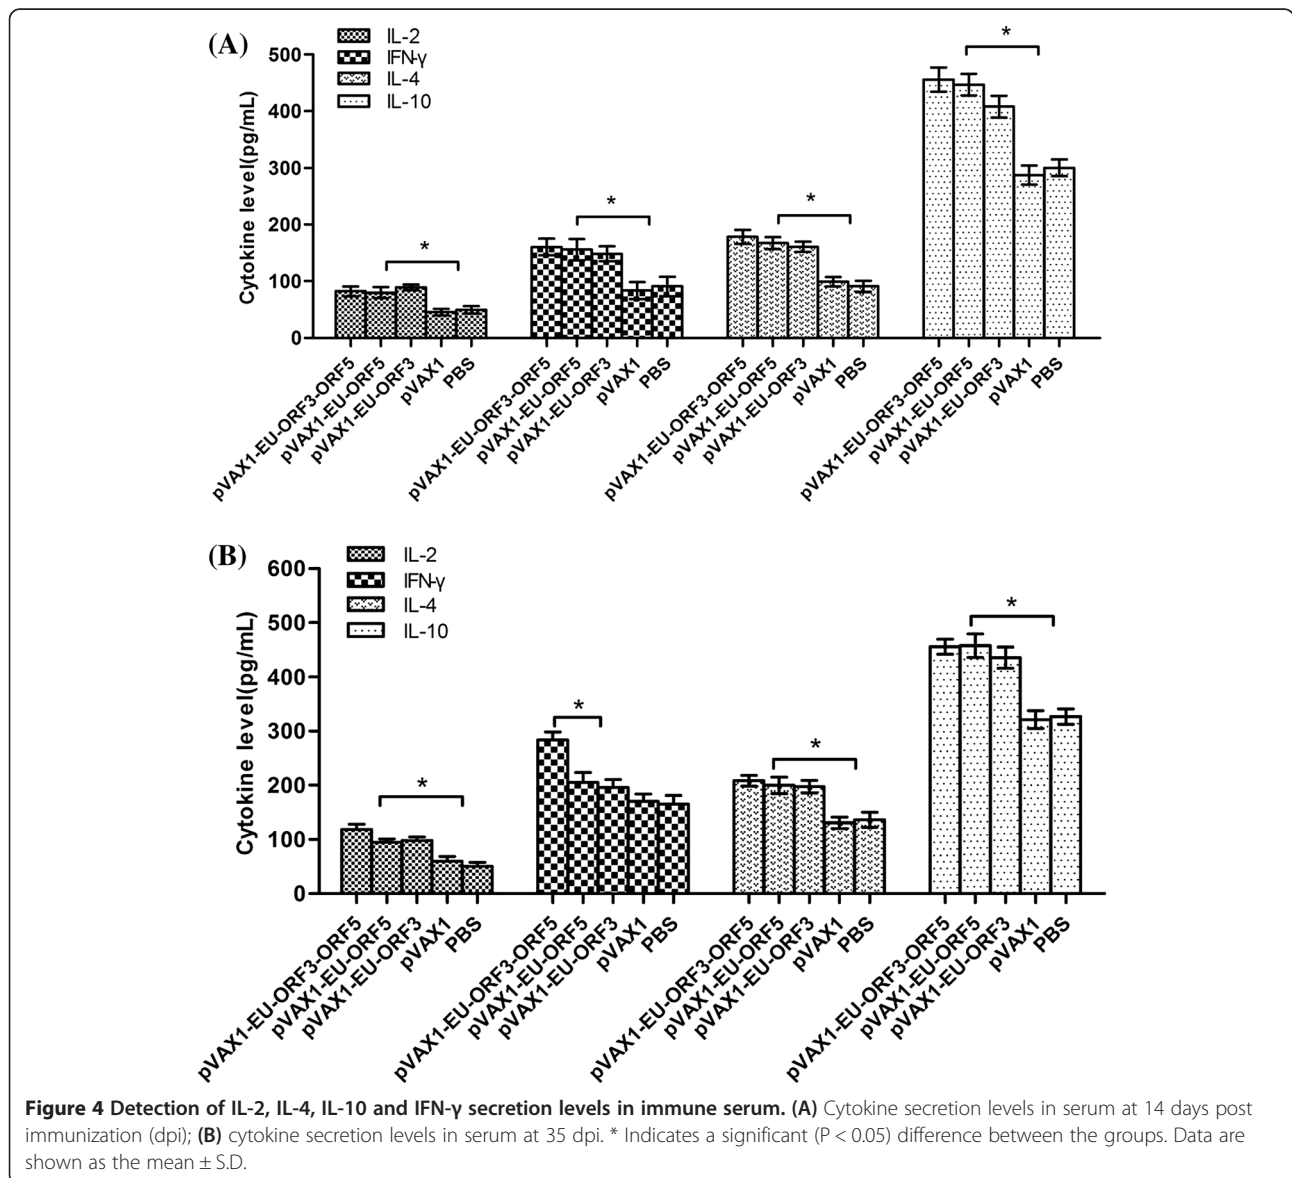 (A)
IL-2
IFN-γ
IL-4
IL-10
Cytokine level(pg/mL)
500
400
300
200
100
0
*
*
*
*
pVAX1-EU-ORF3-ORF5
pVAX1-EU-ORF5
pVAX1-EU-ORF3
pVAX1
PBS
pVAX1-EU-ORF3-ORF5
pVAX1-EU-ORF5
pVAX1-EU-ORF3
pVAX1
PBS
pVAX1-EU-ORF3-ORF5
pVAX1-EU-ORF5
pVAX1-EU-ORF3
pVAX1
PBS
pVAX1-EU-ORF3-ORF5
pVAX1-EU-ORF5
pVAX1-EU-ORF3
pVAX1
PBS
(B)
IL-2
IFN-γ
IL-4
IL-10
Cytokine level(pg/mL)
600
500
400
300
200
100
0
*
*
*
*
pVAX1-EU-ORF3-ORF5
pVAX1-EU-ORF5
pVAX1-EU-ORF3
pVAX1
PBS
pVAX1-EU-ORF3-ORF5
pVAX1-EU-ORF5
pVAX1-EU-ORF3
pVAX1
PBS
pVAX1-EU-ORF3-ORF5
pVAX1-EU-ORF5
pVAX1-EU-ORF3
pVAX1
PBS
pVAX1-EU-ORF3-ORF5
pVAX1-EU-ORF5
pVAX1-EU-ORF3
pVAX1
PBS
Figure 4 Detection of IL-2, IL-4, IL-10 and IFN-γ secretion levels in immune serum. (A) Cytokine secretion levels in serum at 14 days post
immunization (dpi); (B) cytokine secretion levels in serum at 35 dpi. * Indicates a significant (P < 0.05) difference between the groups. Data are
shown as the mean ± S.D.